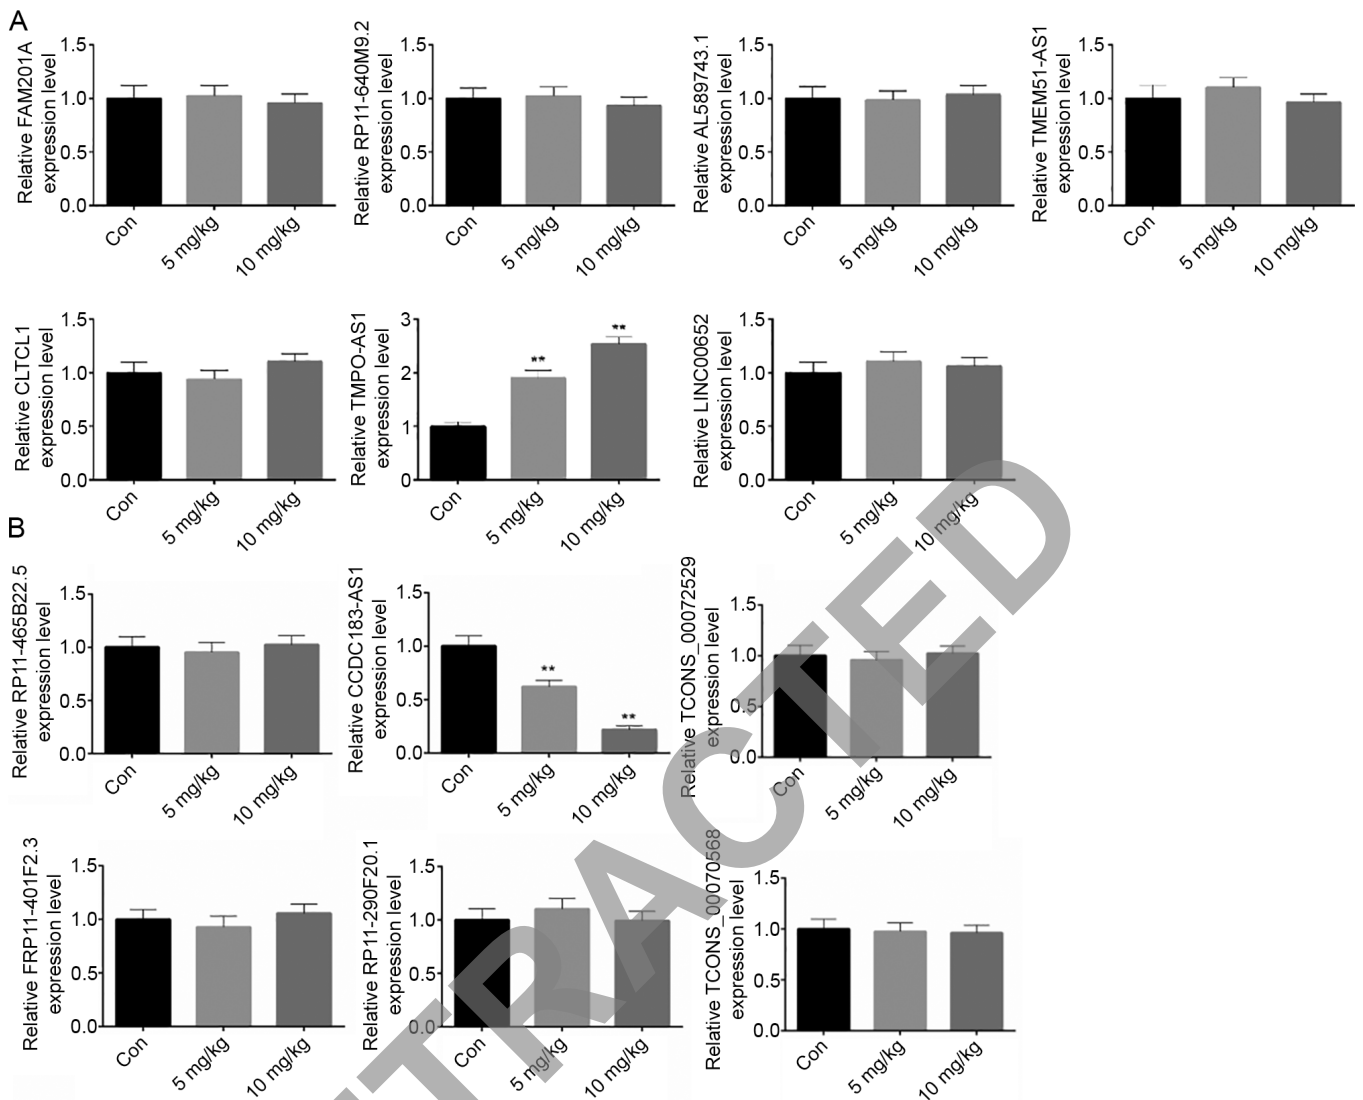 A
Relative FAM201A
expression level
1.5
1.0
0.5
0.0
Con
5 mg/kg
10 mg/kg
Relative RP11-640M9.2
expression level
1.5
1.0
0.5
0.0
Con
5 mg/kg
10 mg/kg
Relative AL589743.1
expression level
1.5
1.0
0.5
0.0
Con
5 mg/kg
10 mg/kg
Relative TMEM51-AS1
expression level
1.5
1.0
0.5
0.0
Con
5 mg/kg
10 mg/kg
Relative CLTCL1
expression level
1.5
1.0
0.5
0.0
Con
5 mg/kg
10 mg/kg
Relative TMPO-AS1
expression level
3
2
1
0
**
**
Con
5 mg/kg
10 mg/kg
Relative LINC00652
expression level
1.5
1.0
0.5
0.0
Con
5 mg/kg
10 mg/kg
B
Relative RP11-465B22.5
expression level
1.5
1.0
0.5
0.0
Con
5 mg/kg
10 mg/kg
Relative CCDC183-AS1
expression level
1.5
1.0
0.5
0.0
**
**
Con
5 mg/kg
10 mg/kg
Relative TCONS_00072529
expression level
1.5
1.0
0.5
0.0
Con
5 mg/kg
10 mg/kg
Relative FRP11-401F2.3
expression level
1.5
1.0
0.5
0.0
Con
5 mg/kg
10 mg/kg
Relative RP11-290F20.1
expression level
1.5
1.0
0.5
0.0
Con
5 mg/kg
10 mg/kg
Relative TCONS_00070568
expression level
1.5
1.0
0.5
0.0
Con
5 mg/kg
10 mg/kg
TRACTED